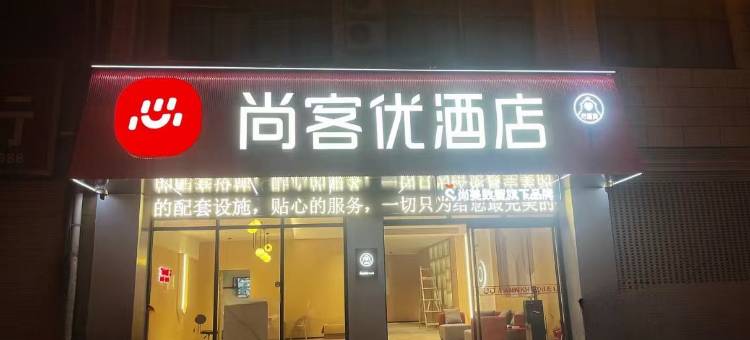 尚客优酒店
的配套设施，贴心的服务，一切只为给您最完美的
尚美数智旗下品牌